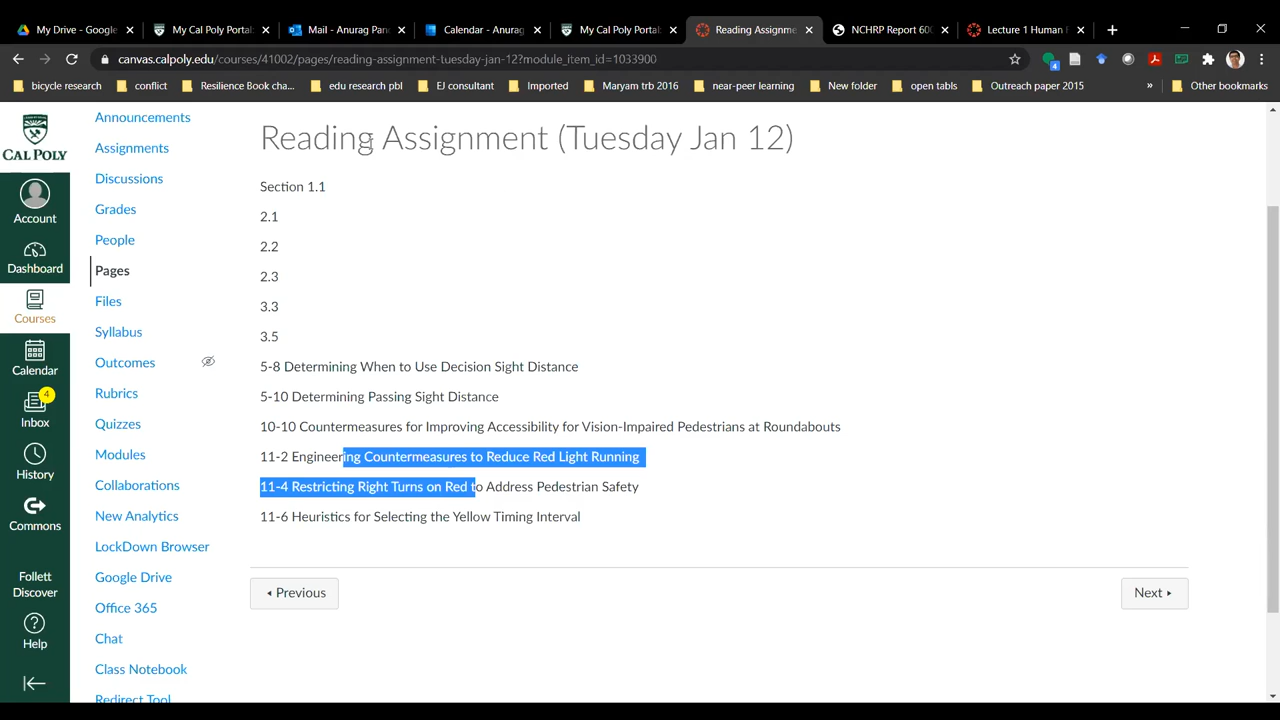 My Drive - Google
My Cal Poly Portal
Mail - Anurag Pan
Calendar - Anurag
My Cal Poly Portal
Reading Assignme
NCHRP Report 600
Lecture 1 Human
canvas.calpoly.edu/courses/41002/pages/reading-assignment-tuesday-jan-12?module_item_id=1033900
4
bicycle research
conflict
Resilience Book cha...
edu research pbl
EJ consultant
Imported
Maryam trb 2016
near-peer learning
New folder
open tabls
Outreach paper 2015
»
Other bookmarks
CAL POLY
Account
Dashboard
Courses
Calendar
4
Inbox
History
Commons
Follett
Discover
Help
Announcements
Assignments
Discussions
Grades
People
Pages
Files
Syllabus
Outcomes
Rubrics
Quizzes
Modules
Collaborations
New Analytics
LockDown Browser
Google Drive
Office 365
Chat
Class Notebook
Redirect Tool
Reading Assignment (Tuesday Jan 12)
Section 1.1
2.1
2.2
2.3
3.3
3.5
5-8 Determining When to Use Decision Sight Distance
5-10 Determining Passing Sight Distance
10-10 Countermeasures for Improving Accessibility for Vision-Impaired Pedestrians at Roundabouts
11-2 Engineering Countermeasures to Reduce Red Light Running
11-4 Restricting Right Turns on Red to Address Pedestrian Safety
11-6 Heuristics for Selecting the Yellow Timing Interval
Previous
Next